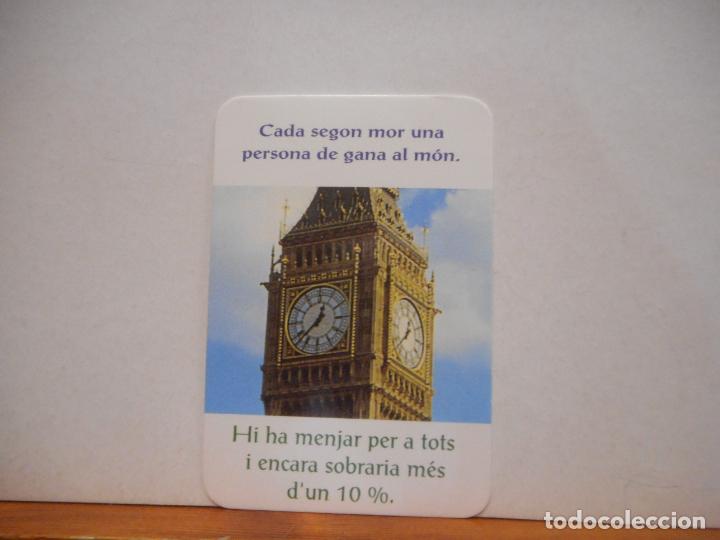 Cada segon mor una
persona de gana al món.
Hi ha menjar per a tots
i encara sobraria més
d'un 10 %.
todocoleccion